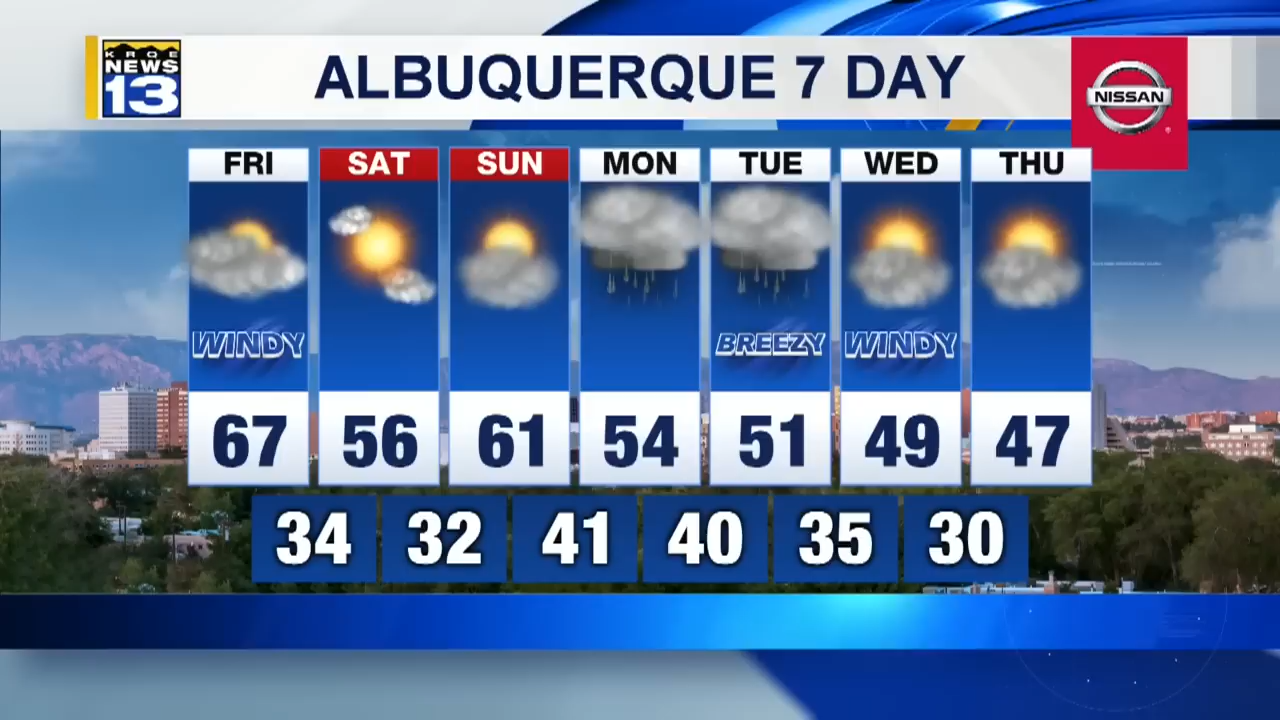 KRQE
NEWS
13
ALBUQUERQUE 7 DAY
NISSAN
FRI SAT SUN MON TUE WED THU
WINDY BREEZY WINDY
67 56 61 54 51 49 47
34 32 41 40 35 30